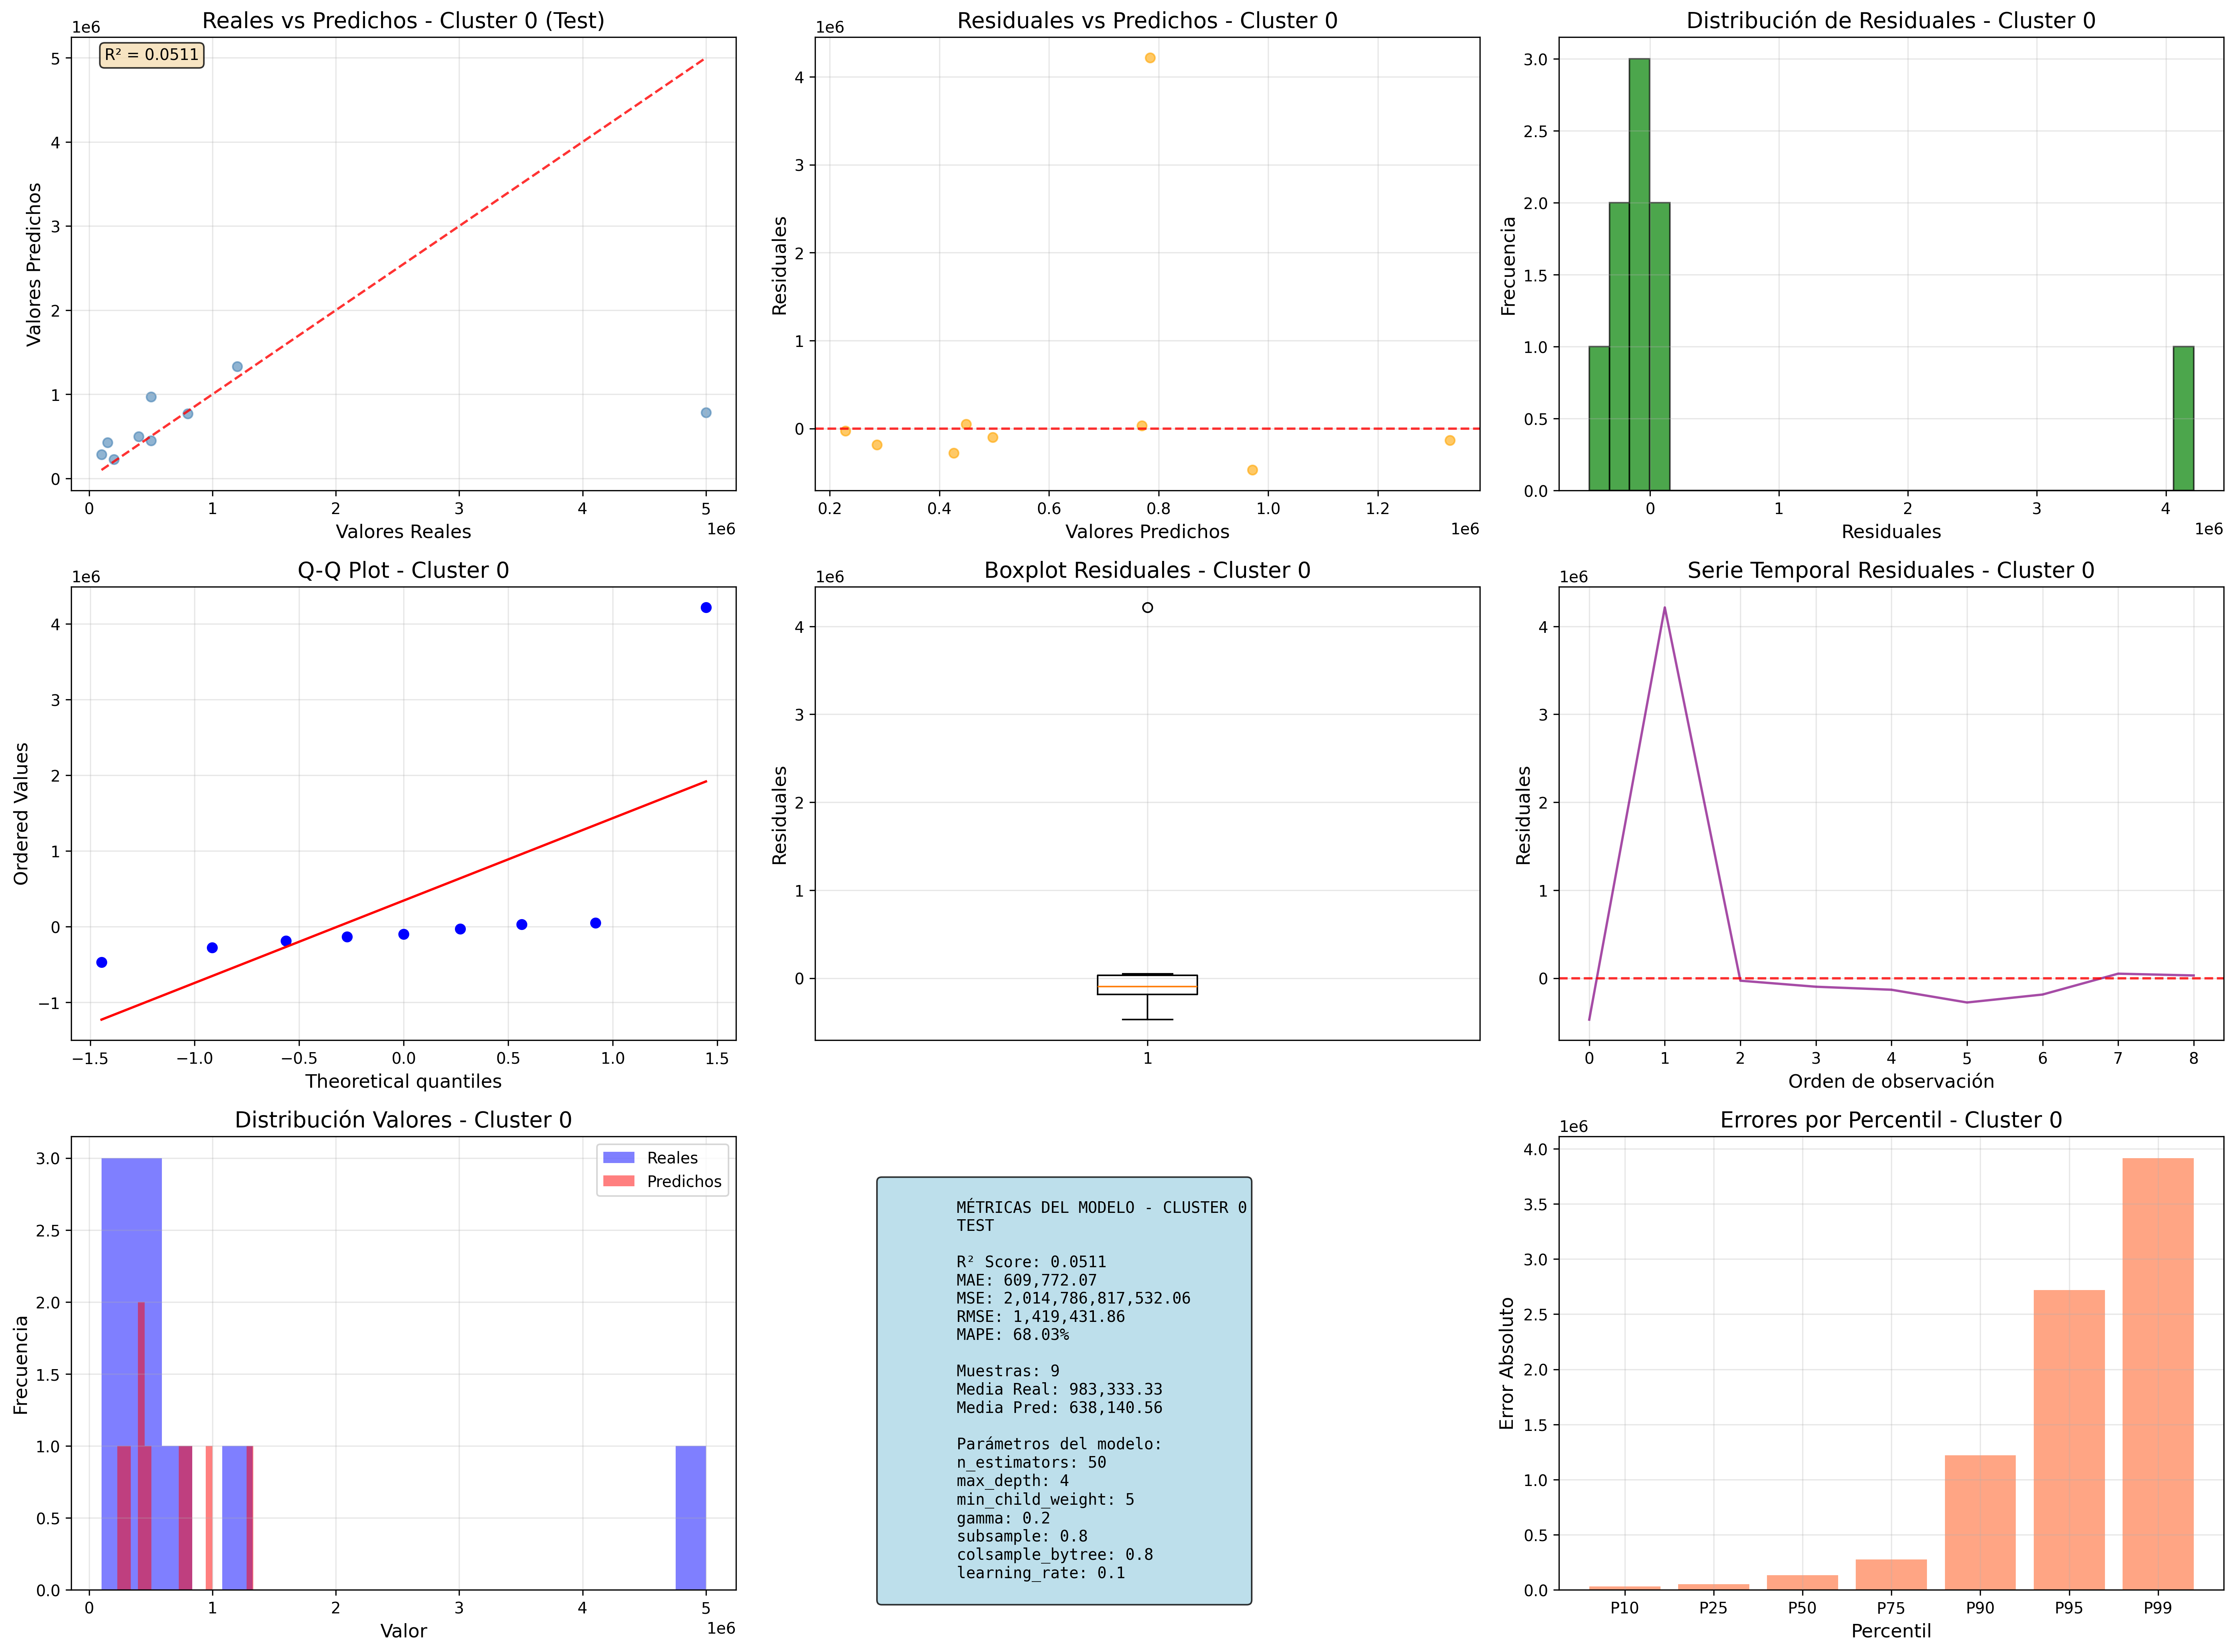 Reales vs Predichos - Cluster 0 (Test)
1e6
R² = 0.0511
5
4
3
2
1
0
Valores Predichos
0 1 2 3 4 5
1e6
Valores Reales
Residuales vs Predichos - Cluster 0
1e6
4
3
2
1
0
Residuales
0.2 0.4 0.6 0.8 1.0 1.2
1e6
Valores Predichos
Distribución de Residuales - Cluster 0
3.0
2.5
2.0
1.5
1.0
0.5
0.0
Frecuencia
0 1 2 3 4
1e6
Residuales
Q-Q Plot - Cluster 0
1e6
4
3
2
1
0
−1
Ordered Values
−1.5 −1.0 −0.5 0.0 0.5 1.0 1.5
Theoretical quantiles
Boxplot Residuales - Cluster 0
1e6
4
3
2
1
0
Residuales
1
Serie Temporal Residuales - Cluster 0
1e6
4
3
2
1
0
Residuales
0 1 2 3 4 5 6 7 8
Orden de observación
Distribución Valores - Cluster 0
Reales
Predichos
3.0
2.5
2.0
1.5
1.0
0.5
0.0
Frecuencia
0 1 2 3 4 5
1e6
Valor
MÉTRICAS DEL MODELO - CLUSTER 0
TEST
R² Score: 0.0511
MAE: 609,772.07
MSE: 2,014,786,817,532.06
RMSE: 1,419,431.86
MAPE: 68.03%
Muestras: 9
Media Real: 983,333.33
Media Pred: 638,140.56
Parámetros del modelo:
n_estimators: 50
max_depth: 4
min_child_weight: 5
gamma: 0.2
subsample: 0.8
colsample_bytree: 0.8
learning_rate: 0.1
Errores por Percentil - Cluster 0
1e6
4.0
3.5
3.0
2.5
2.0
1.5
1.0
0.5
0.0
Error Absoluto
P10 P25 P50 P75 P90 P95 P99
Percentil